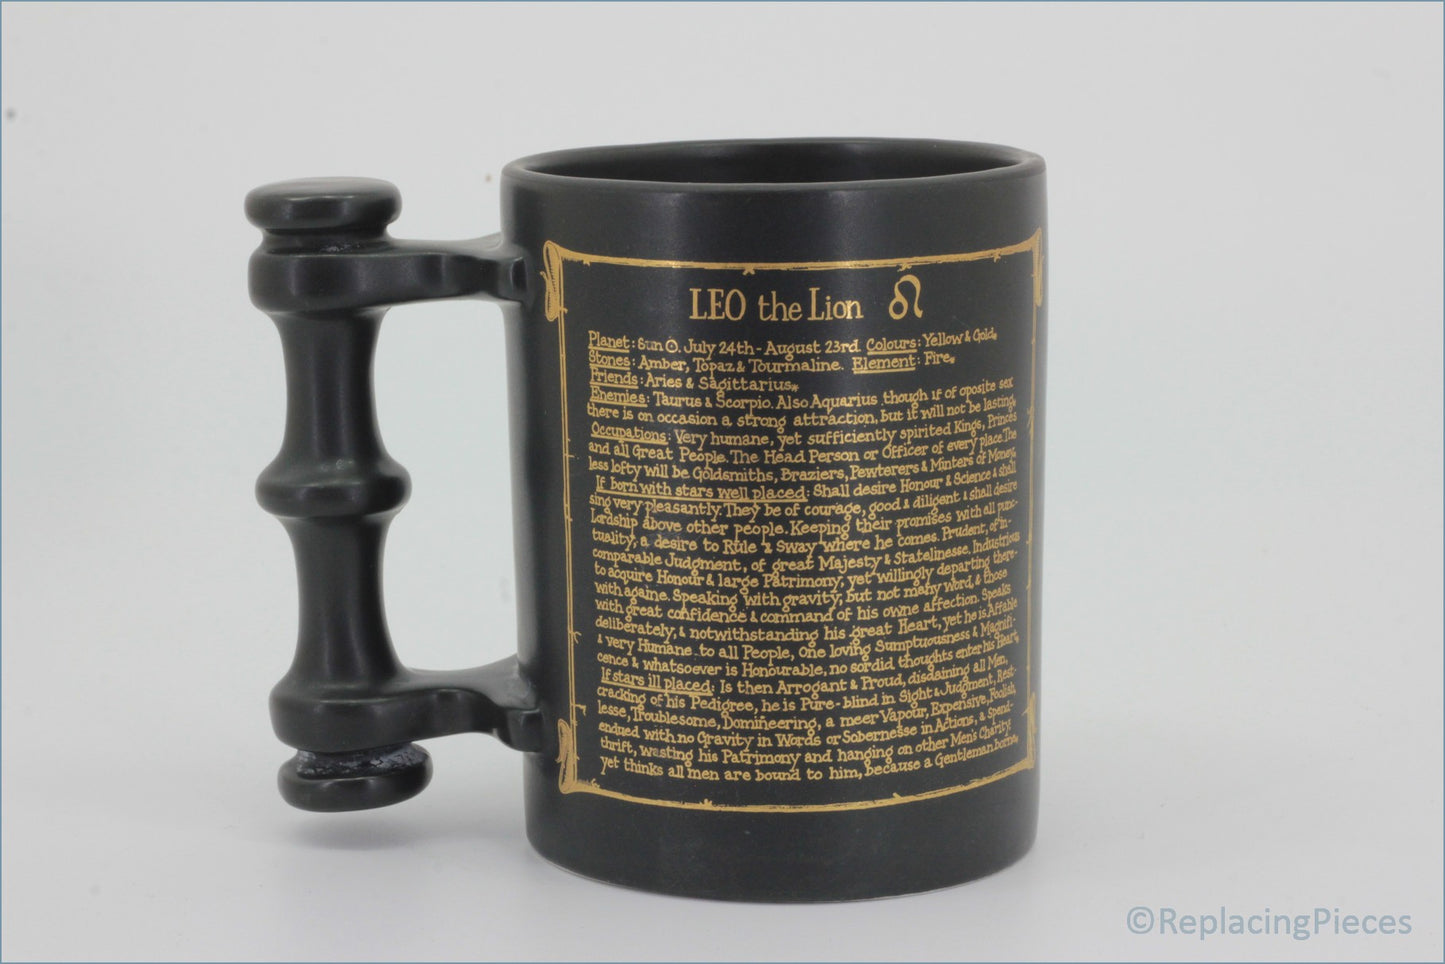 LEO the Lion ♌
Planet: Sun ☉. July 24th - August 23rd. Colours: Yellow & Gold.
Stones: Amber, Topaz & Tourmaline. Element: Fire.
Friends: Aries & Sagittarius.
Enemies: Taurus & Scorpio. Also Aquarius though if of oposite sex
there is on occasion a strong attraction, but it will not be lasting.
Occupations: Very humane, yet sufficiently spirited Kings, Princes
and all Great People. The Head Person or Officer of every place. The
less lofty will be Goldsmiths, Braziers, Pewterers & Minters of Money.
If born with stars well placed: Shall desire Honour & Science & shall
sing very pleasantly. They be of courage, good & diligent & shall desire
Lordship above other people. Keeping their promises with all punc-
tuality, a desire to Rule & Sway where he comes. Prudent, of in-
comparable Judgment, of great Majesty & Statelinesse. Industrious
to acquire Honour & large Patrimony, yet willingly departing there-
with againe. Speaking with gravity, but not many word, & those
with great confidence & command of his owne affection. Speaks
deliberately, & notwithstanding his great Heart, yet he is Affable
& very Humane to all People, One loving Sumptuousness & Magnifi-
cence & whatsoever is Honourable, no sordid thoughts enter his Heart,
If stars ill placed: Is then Arrogant & Proud, disdaining all Men,
cracking of his Pedigree, he is Pure-blind in Sight & Judgment, Rest-
lesse, Troublesome, Domineering, a meer Vapour, Expensive, Foolish,
endued with no Gravity in Words or Sobernesse in Actions, a Spend-
thrift, wasting his Patrimony and hanging on other Men's Charity
yet thinks all men are bound to him, because a Gentleman borne.
©ReplacingPieces